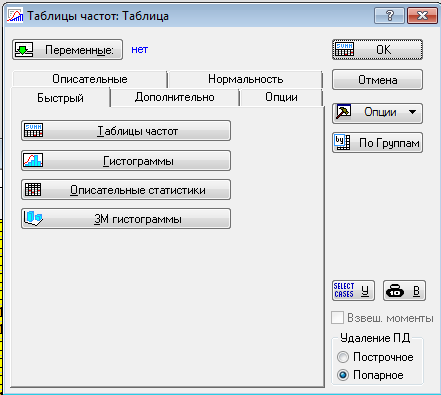 Таблицы частот: Таблица
Переменные: нет
OK
Описательные Нормальность
Отмена
Быстрый Дополнительно Опции
Опции
Таблицы частот
По Группам
Гистограммы
Описательные статистики
3М гистограммы
SELECT CASES У В
Взвеш. моменты
Удаление ПД
Построчное
Попарное